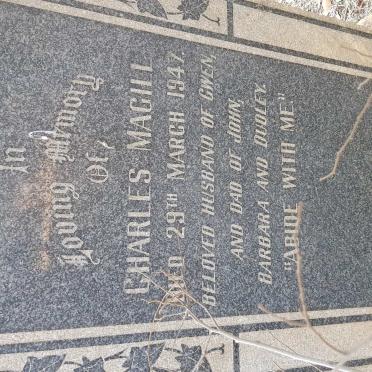 In
Loving Memory
Of
CHARLES MAGILL
DIED 29TH MARCH 1947.
BELOVED HUSBAND OF GWEN,
AND DAD OF JOHN,
BARBARA AND DUDLEY.
"ABIDE WITH ME"